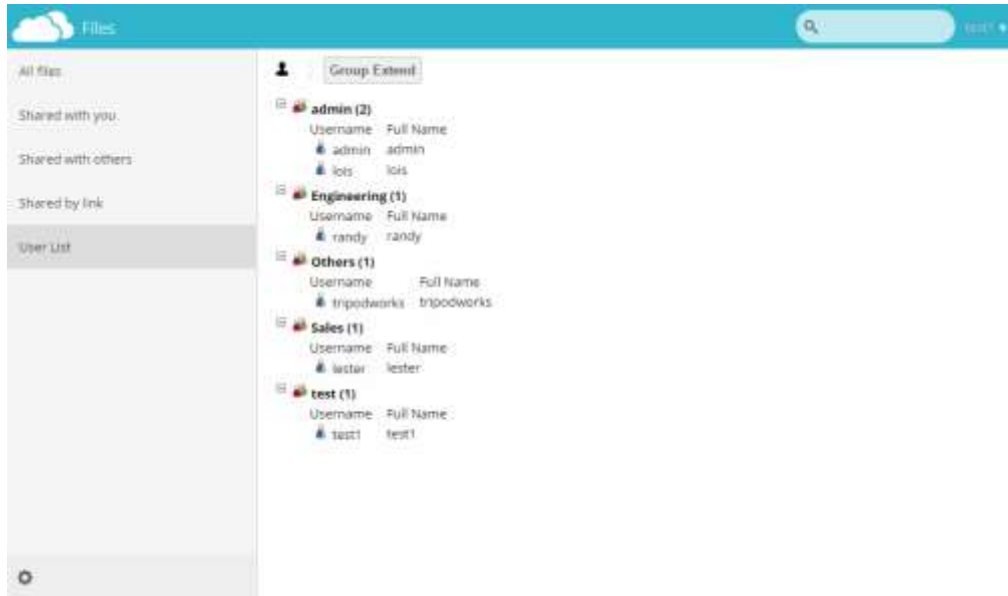 Files
test1
All files
Shared with you
Shared with others
Shared by link
User List
Group Extend
admin (2)
Username Full Name
admin admin
lois lois
Engineering (1)
Username Full Name
randy randy
Others (1)
Username Full Name
tripodworks tripodworks
Sales (1)
Username Full Name
lester lester
test (1)
Username Full Name
test1 test1